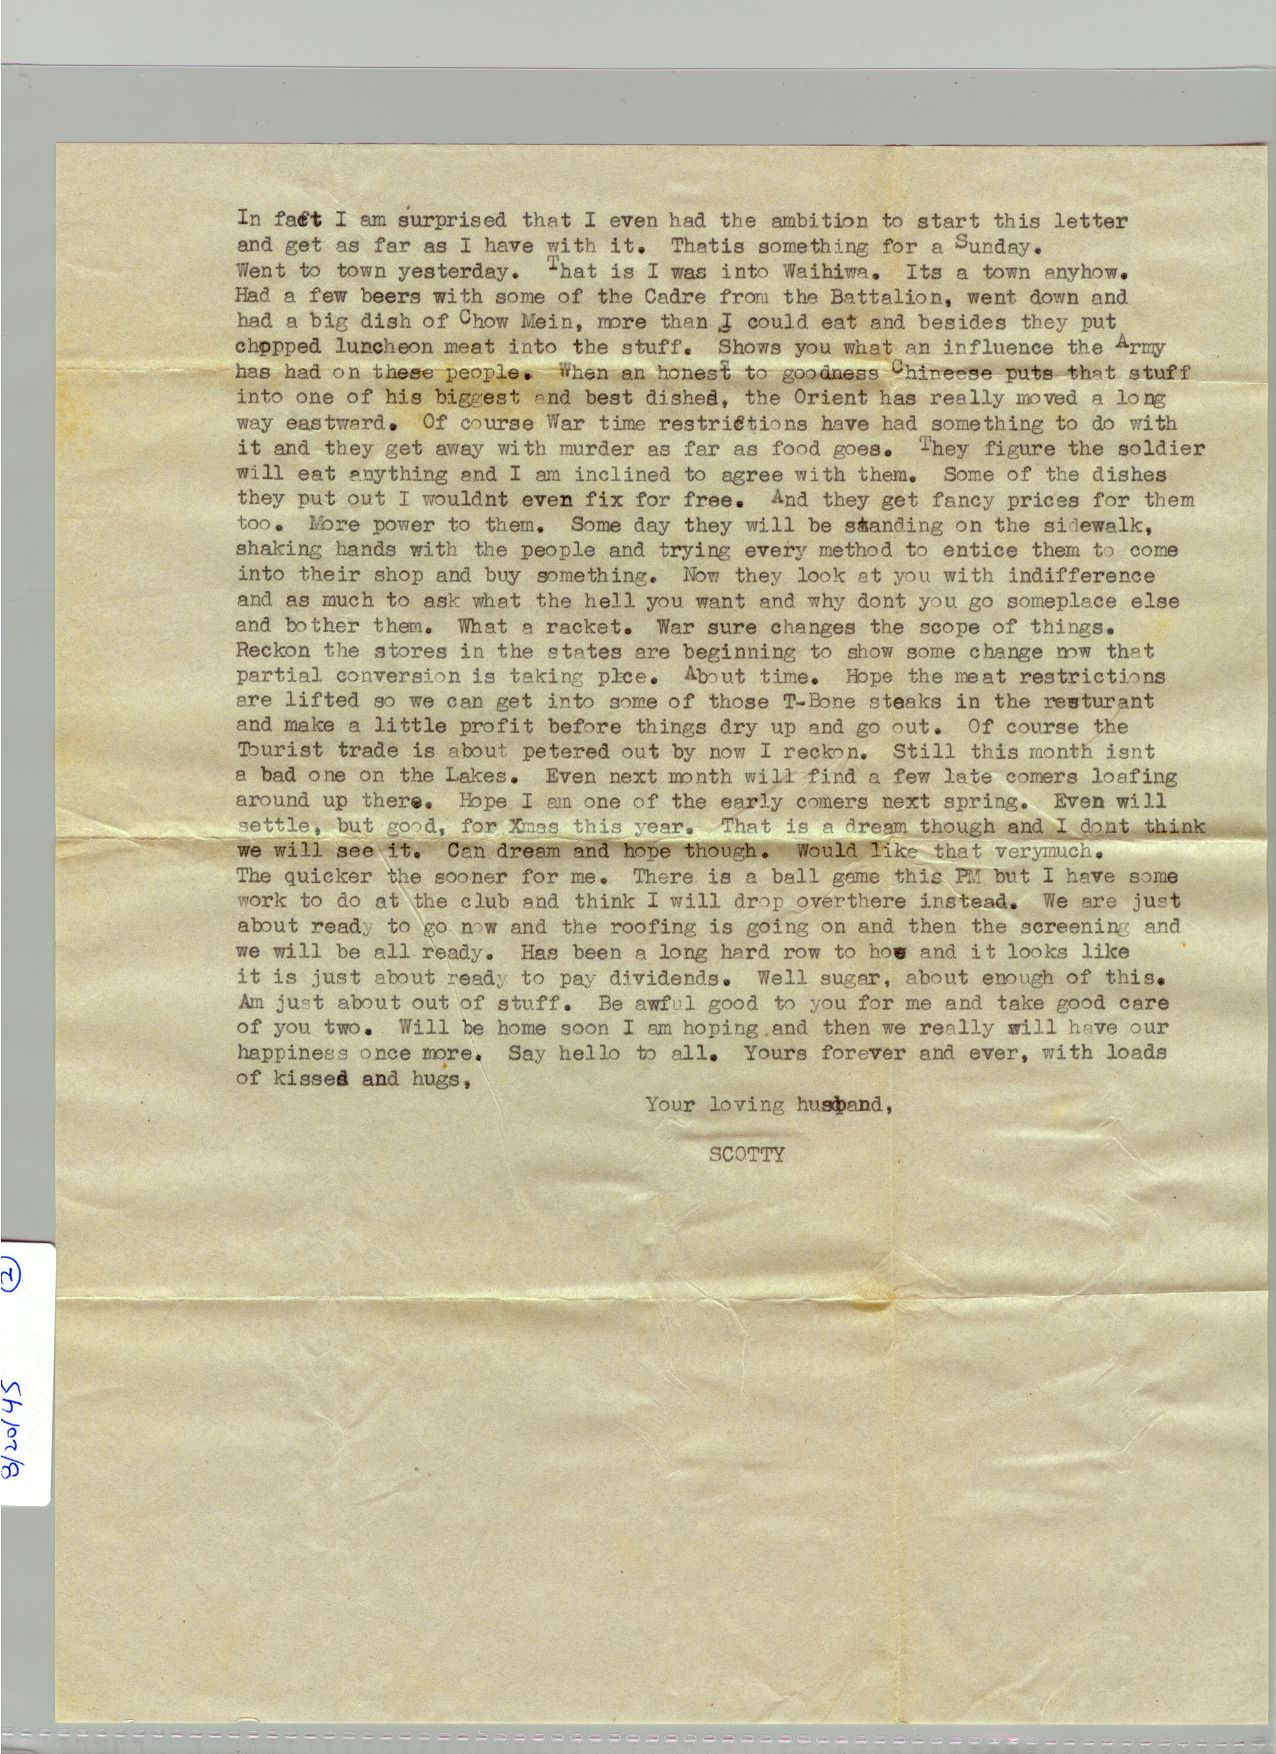 In fact I am surprised that I even had the ambition to start this letter
and get as far as I have with it.  Thatis something for a Sunday.
Went to town yesterday.  That is I was into Waihiwa.  Its a town anyhow.
Had a few beers with some of the Cadre from the Battalion, went down and
had a big dish of Chow Mein, more than I could eat and besides they put
chopped luncheon meat into the stuff.  Shows you what an influence the Army
has had on these people.  When an honest to goodness Chineese puts that stuff
into one of his biggest and best dishes, the Orient has really moved a long
way eastward.  Of course War time restrictions have had something to do with
it and they get away with murder as far as food goes.  They figure the soldier
will eat anything and I am inclined to agree with them.  Some of the dishes
they put out I wouldnt even fix for free.  And they get fancy prices for them
too.  More power to them.  Some day they will be standing on the sidewalk,
shaking hands with the people and trying every method to entice them to come
into their shop and buy something.  Now they look at you with indifference
and as much to ask what the hell you want and why dont you go someplace else
and bother them.  What a racket.  War sure changes the scope of things.
Reckon the stores in the states are beginning to show some change now that
partial conversion is taking plce.  About time.  Hope the meat restrictions
are lifted so we can get into some of those T-Bone steaks in the resturant
and make a little profit before things dry up and go out.  Of course the
Tourist trade is about petered out by now I reckon.  Still this month isnt
a bad one on the Lakes.  Even next month will find a few late comers loafing
around up there.  Hope I am one of the early comers next spring.  Even will
settle, but good, for Xmas this year.  That is a dream though and I dont think
we will see it.  Can dream and hope though.  Would like that verymuch.
The quicker the sooner for me.  There is a ball game this PM but I have some
work to do at the club and think I will drop overthere instead.  We are just
about ready to go now and the roofing is going on and then the screening and
we will be all ready.  Has been a long hard row to hoe and it looks like
it is just about ready to pay dividends.  Well sugar, about enough of this.
Am just about out of stuff.  Be awful good to you for me and take good care
of you two.  Will be home soon I am hoping and then we really will have our
happiness once more.  Say hello to all.  Yours forever and ever, with loads
of kisses and hugs,
Your loving husband,
SCOTTY
2
8/20/45